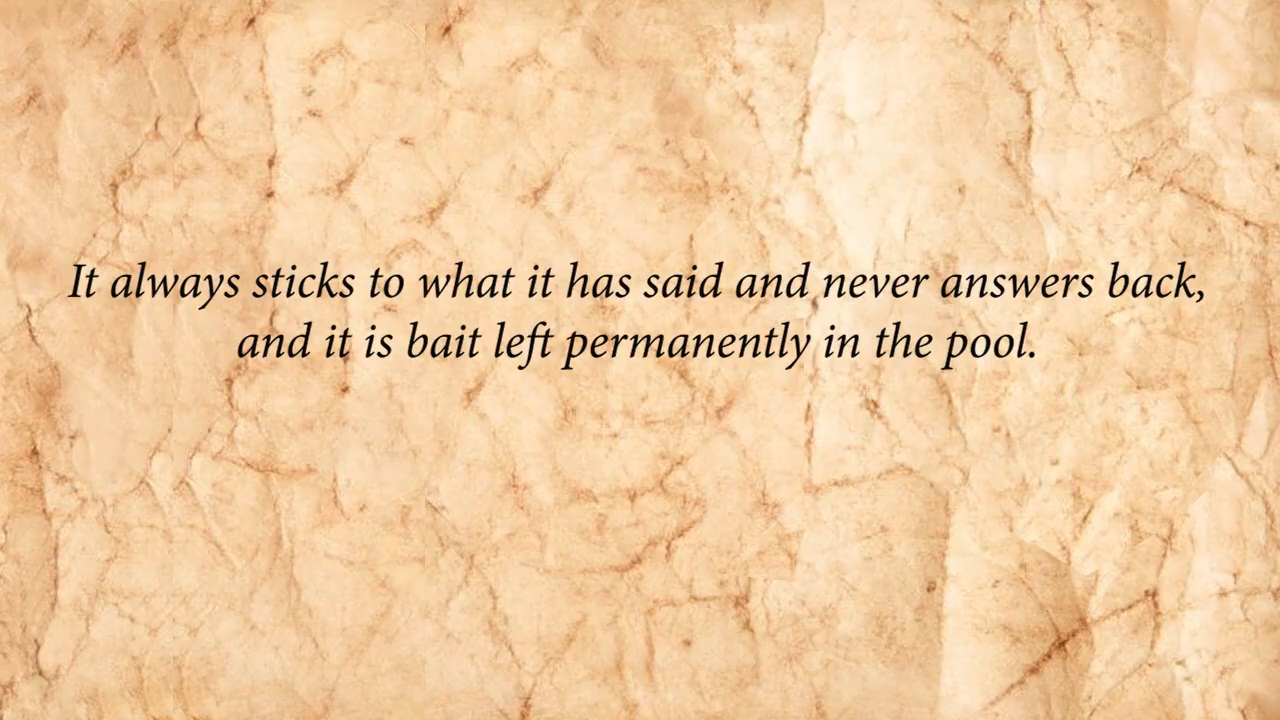 It always sticks to what it has said and never answers back,
and it is bait left permanently in the pool.